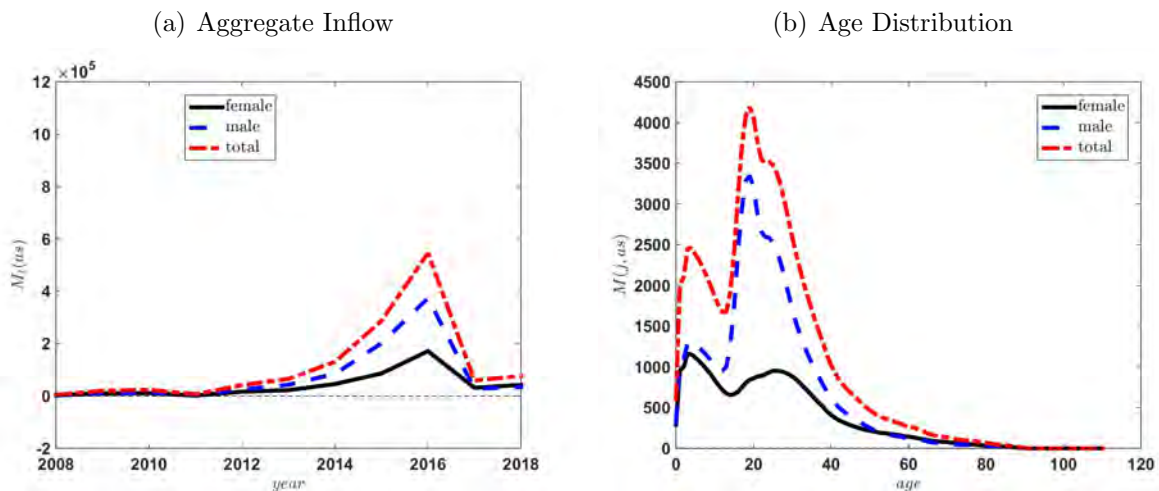 (a) Aggregate Inflow
×10⁵
12
10
8
6
4
2
0
-2
M_t(as)
female
male
total
2008 2010 2012 2014 2016 2018
year
(b) Age Distribution
4500
4000
3500
3000
2500
2000
1500
1000
500
0
M(j, as)
female
male
total
0 20 40 60 80 100 120
age